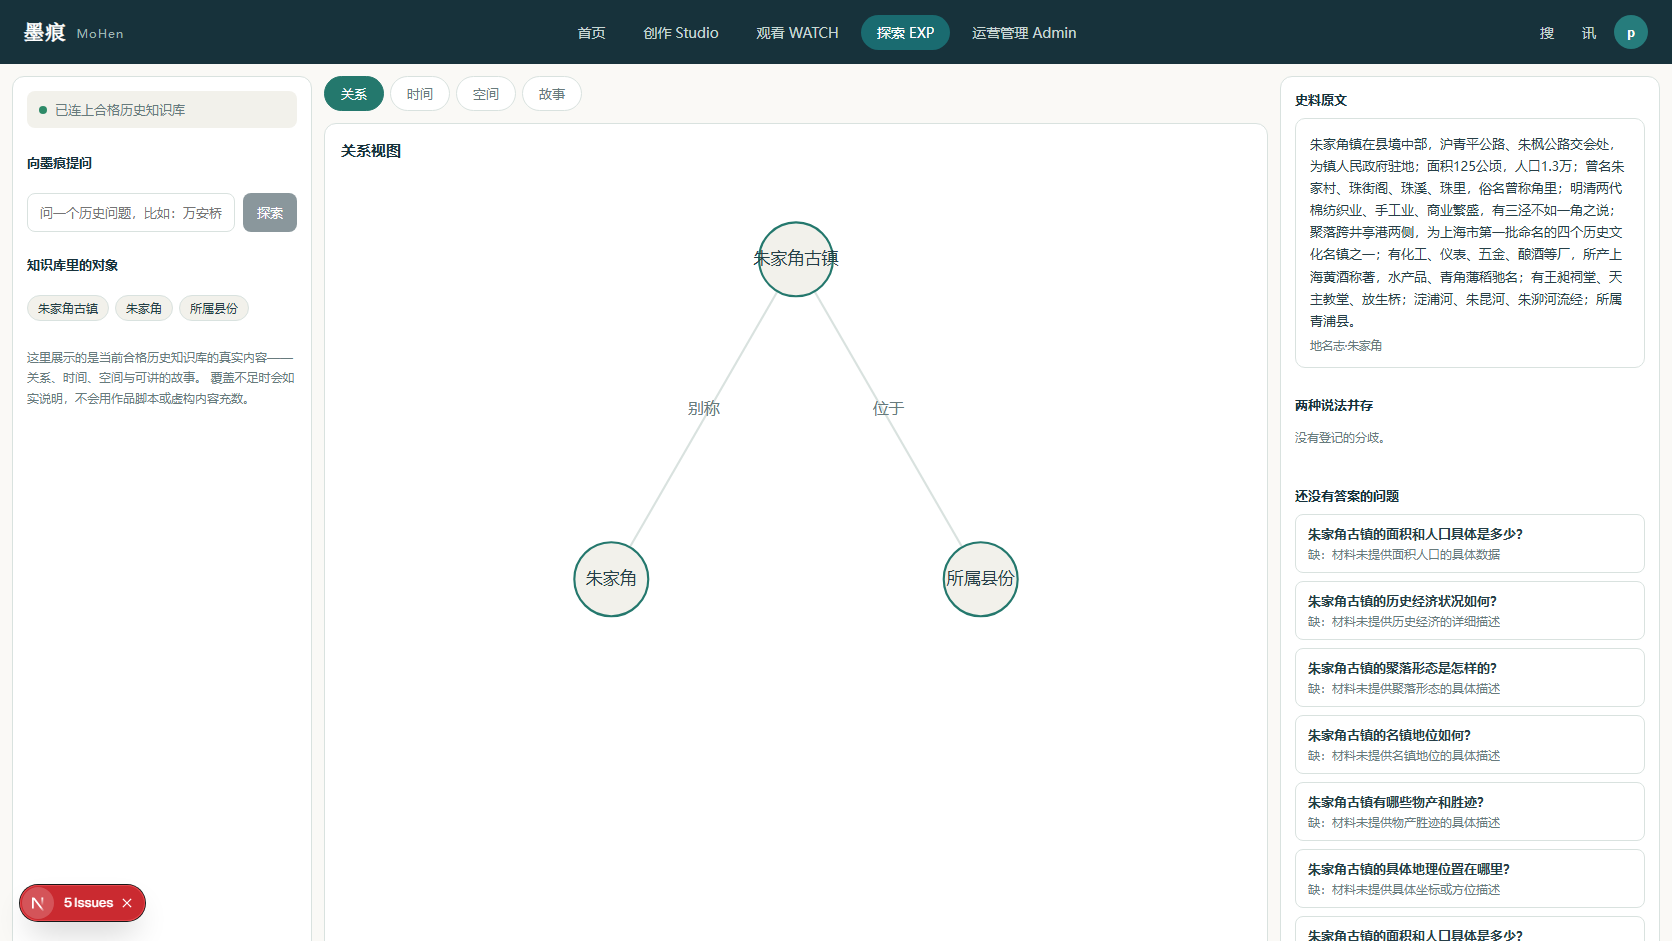 墨痕 MoHen
首页
创作 Studio
观看 WATCH
探索 EXP
运营管理 Admin
搜
讯
p
已连上合格历史知识库
向墨痕提问
问一个历史问题，比如：万安桥
探索
知识库里的对象
朱家角古镇
朱家角
所属县份
这里展示的是当前合格历史知识库的真实内容——
关系、时间、空间与可讲的故事。 覆盖不足时会如
实说明，不会用作品脚本或虚构内容充数。
5 Issues
关系
时间
空间
故事
关系视图
朱家角古镇
别称
位于
朱家角
所属县份
史料原文
朱家角镇在县境中部，沪青平公路、朱枫公路交会处，
为镇人民政府驻地；面积125公顷，人口1.3万；曾名朱
家村、珠街阁、珠溪、珠里，俗名曾称角里；明清两代
棉纺织业、手工业、商业繁盛，有三泾不如一角之说；
聚落跨井亭港两侧，为上海市第一批命名的四个历史文
化名镇之一；有化工、仪表、五金、酿酒等厂，所产上
海黄酒称著，水产品、青角薄稻驰名；有王昶祠堂、天
主教堂、放生桥；淀浦河、朱昆河、朱泖河流经；所属
青浦县。
地名志·朱家角
两种说法并存
没有登记的分歧。
还没有答案的问题
朱家角古镇的面积和人口具体是多少？
缺：材料未提供面积人口的具体数据
朱家角古镇的历史经济状况如何？
缺：材料未提供历史经济的详细描述
朱家角古镇的聚落形态是怎样的？
缺：材料未提供聚落形态的具体描述
朱家角古镇的名镇地位如何？
缺：材料未提供名镇地位的具体描述
朱家角古镇有哪些物产和胜迹？
缺：材料未提供物产胜迹的具体描述
朱家角古镇的具体地理位置在哪里？
缺：材料未提供具体坐标或方位描述
朱家角古镇的面积和人口具体是多少？